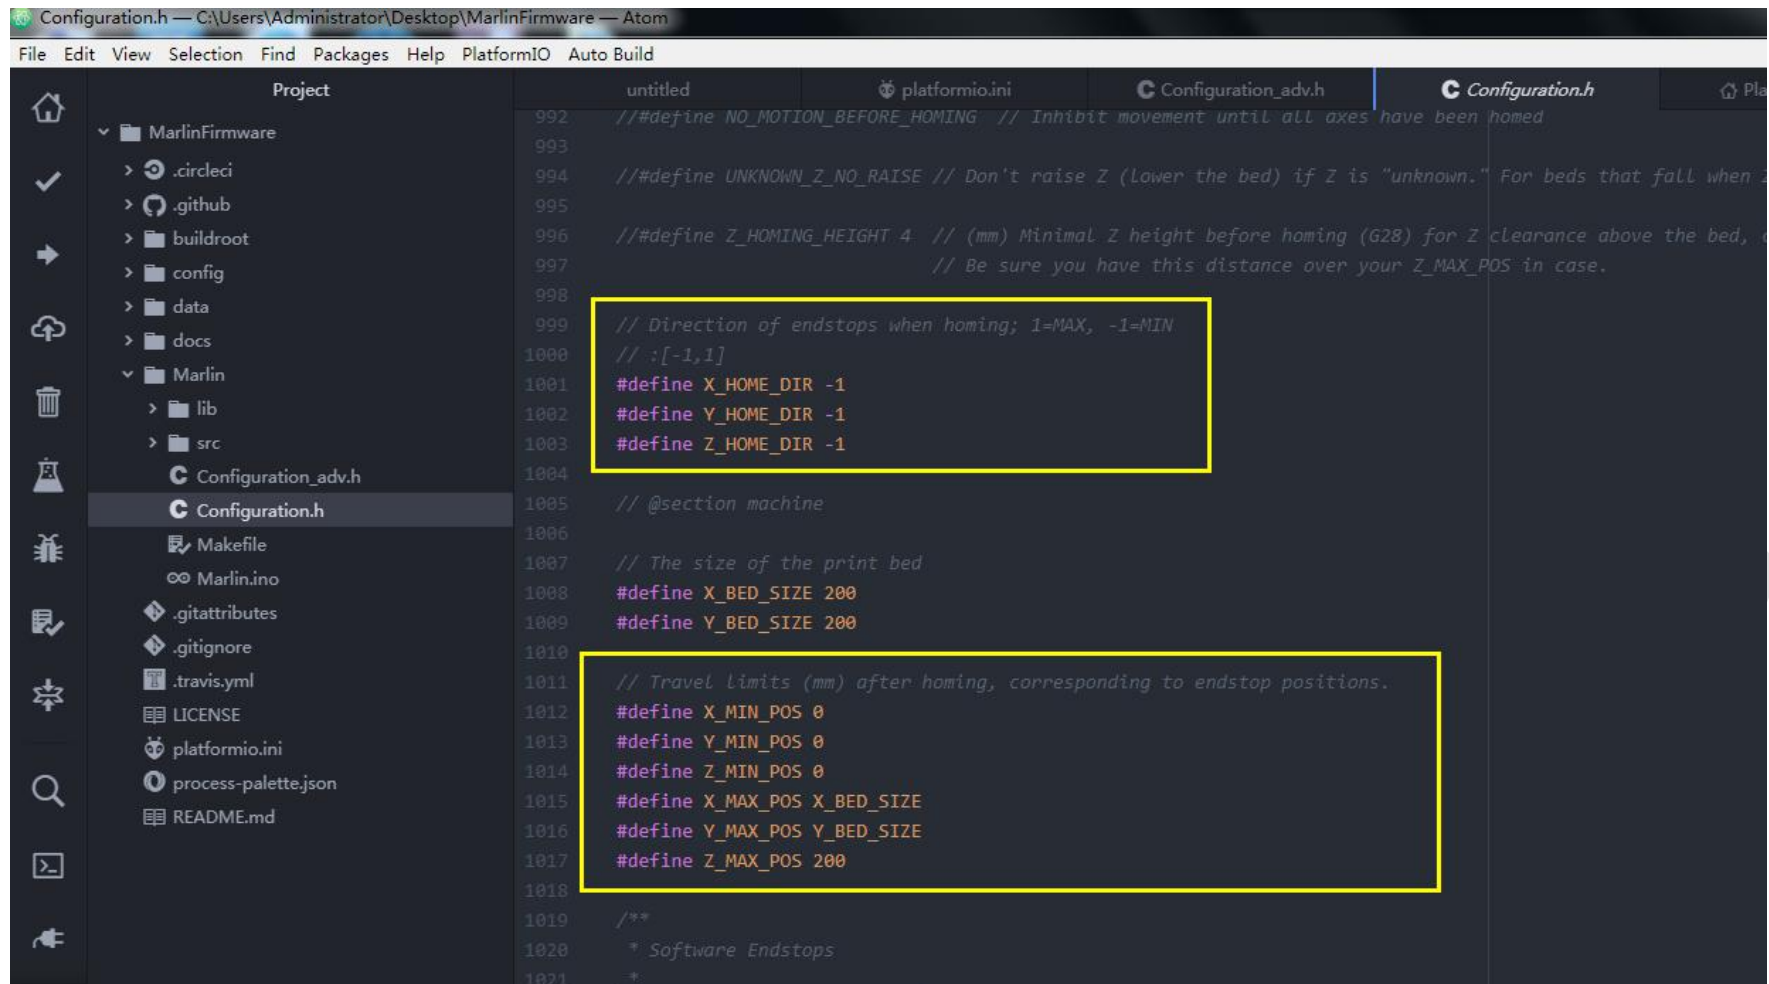 Configuration.h — C:\Users\Administrator\Desktop\MarlinFirmware — Atom
File Edit View Selection Find Packages Help PlatformIO Auto Build
Project
MarlinFirmware
.circleci
.github
buildroot
config
data
docs
Marlin
lib
src
Configuration_adv.h
Configuration.h
Makefile
Marlin.ino
.gitattributes
.gitignore
.travis.yml
LICENSE
platformio.ini
process-palette.json
README.md
untitled platformio.ini Configuration_adv.h Configuration.h Pla
992 //#define NO_MOTION_BEFORE_HOMING // Inhibit movement until all axes have been homed
993
994 //#define UNKNOWN_Z_NO_RAISE // Don't raise Z (lower the bed) if Z is "unknown." For beds that fall when
995
996 //#define Z_HOMING_HEIGHT 4 // (mm) Minimal Z height before homing (G28) for Z clearance above the bed,
997 // Be sure you have this distance over your Z_MAX_POS in case.
998
999 // Direction of endstops when homing; 1=MAX, -1=MIN
1000 // :[-1,1]
1001 #define X_HOME_DIR -1
1002 #define Y_HOME_DIR -1
1003 #define Z_HOME_DIR -1
1004
1005 // @section machine
1006
1007 // The size of the print bed
1008 #define X_BED_SIZE 200
1009 #define Y_BED_SIZE 200
1010
1011 // Travel limits (mm) after homing, corresponding to endstop positions.
1012 #define X_MIN_POS 0
1013 #define Y_MIN_POS 0
1014 #define Z_MIN_POS 0
1015 #define X_MAX_POS X_BED_SIZE
1016 #define Y_MAX_POS Y_BED_SIZE
1017 #define Z_MAX_POS 200
1018
1019 /**
1020 * Software Endstops
1021 *